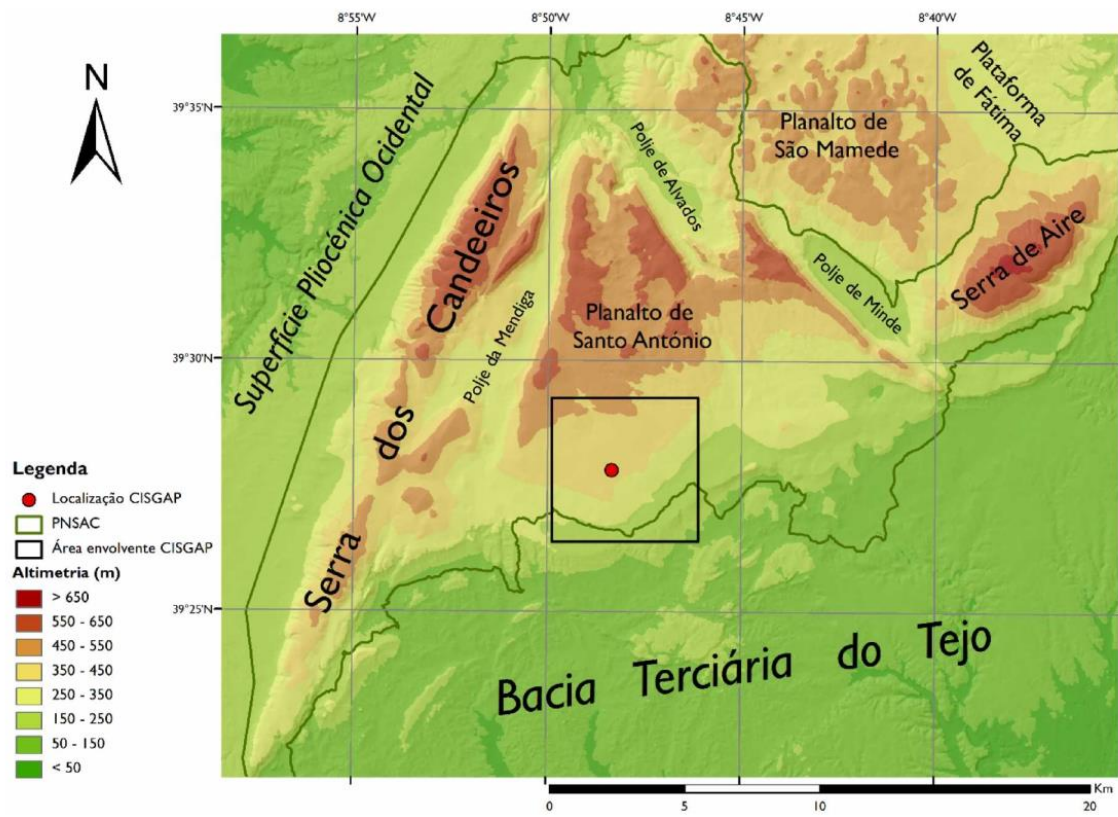 8°55'W
8°50'W
8°45'W
8°40'W
N
39°35'N
39°30'N
39°25'N
Superfície Pliocénica Ocidental
Serra dos Candeeiros
Polje da Mendiga
Polje de Alvados
Planalto de
São Mamede
Plataforma
de Fátima
Planalto de
Santo António
Polje de Minde
Serra de Aire
Bacia Terciária do Tejo
Legenda
Localização CISGAP
PNSAC
Área envolvente CISGAP
Altimetria (m)
> 650
550 - 650
450 - 550
350 - 450
250 - 350
150 - 250
50 - 150
< 50
Km
0 5 10 20